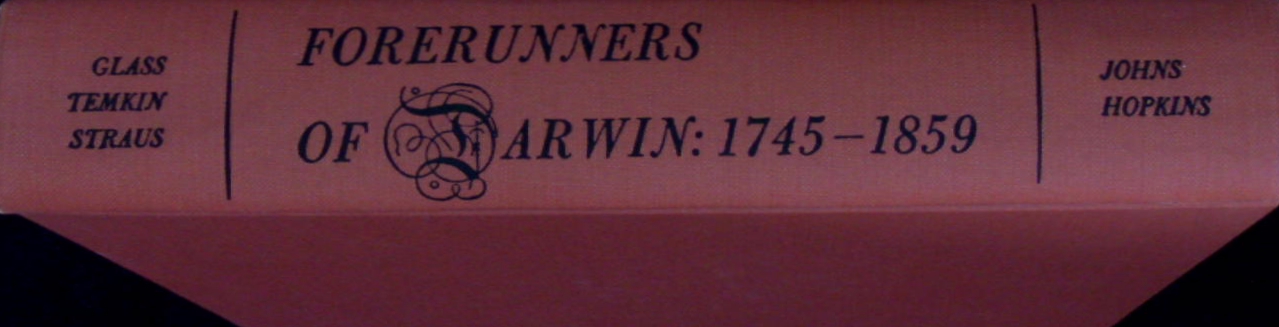 GLASS
TEMKIN
STRAUS
FORERUNNERS
OF DARWIN: 1745–1859
JOHNS
HOPKINS